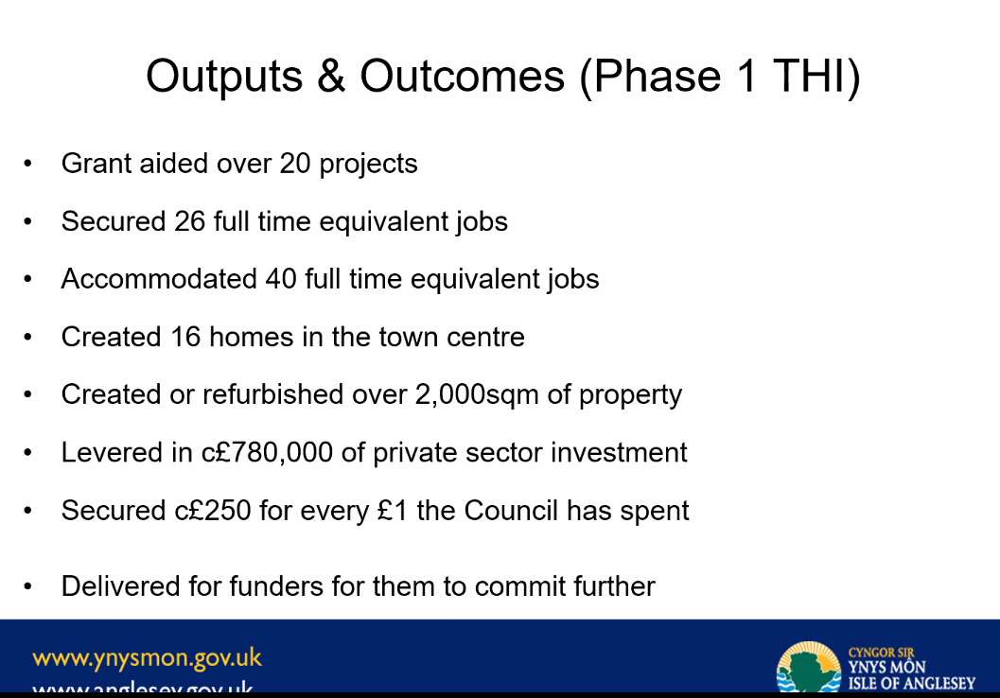 Outputs & Outcomes (Phase 1 THI)
• Grant aided over 20 projects
• Secured 26 full time equivalent jobs
• Accommodated 40 full time equivalent jobs
• Created 16 homes in the town centre
• Created or refurbished over 2,000sqm of property
• Levered in c£780,000 of private sector investment
• Secured c£250 for every £1 the Council has spent
• Delivered for funders for them to commit further
www.ynysmon.gov.uk
www.anglesey.gov.uk
CYNGOR SIR
YNYS MÔN
ISLE OF ANGLESEY